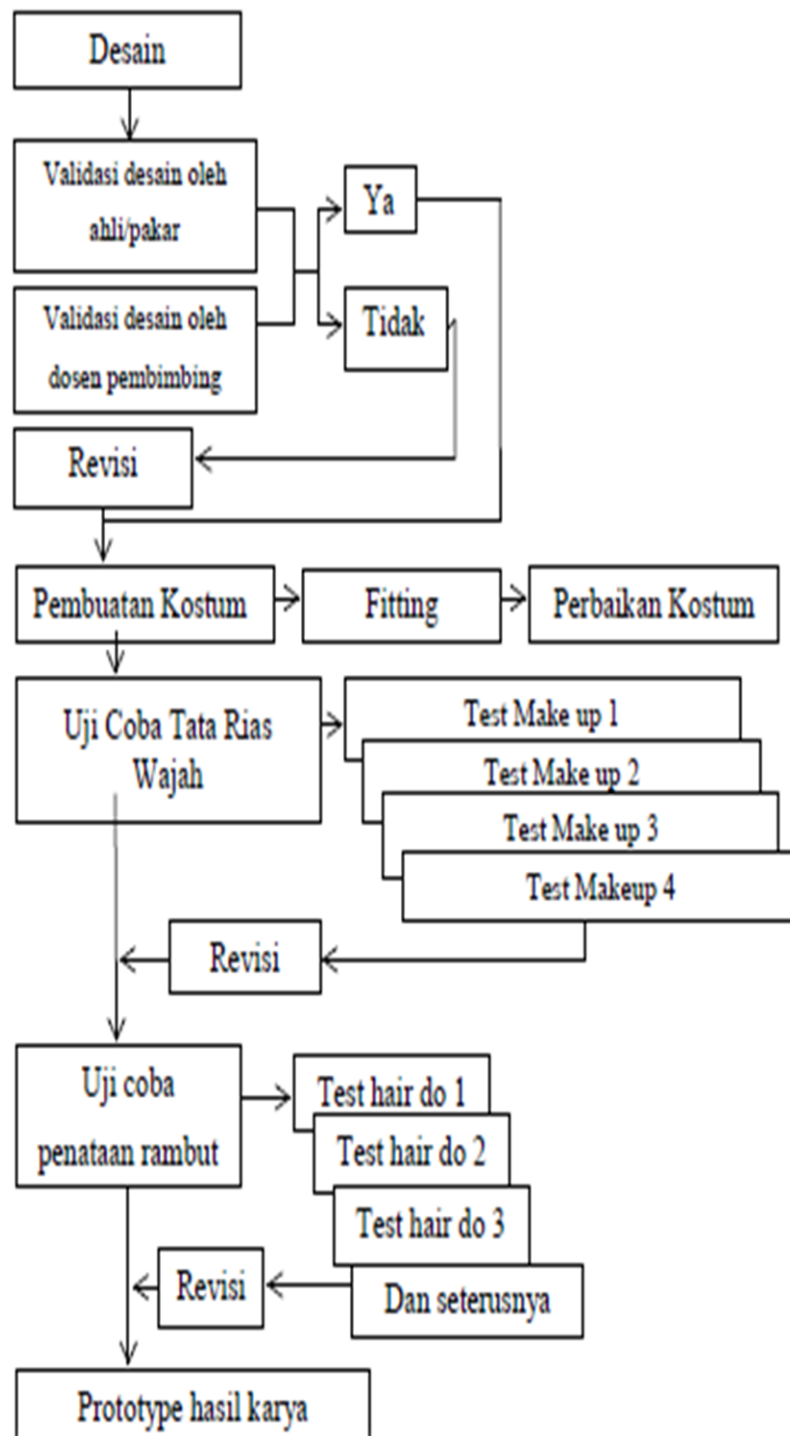 Desain
Validasi desain oleh
ahli/pakar
Ya
Validasi desain oleh
dosen pembimbing
Tidak
Revisi
Pembuatan Kostum
Fitting
Perbaikan Kostum
Uji Coba Tata Rias
Wajah
Test Make up 1
Test Make up 2
Test Make up 3
Test Makeup 4
Revisi
Uji coba
penataan rambut
Test hair do 1
Test hair do 2
Test hair do 3
Dan seterusnya
Revisi
Prototype hasil karya